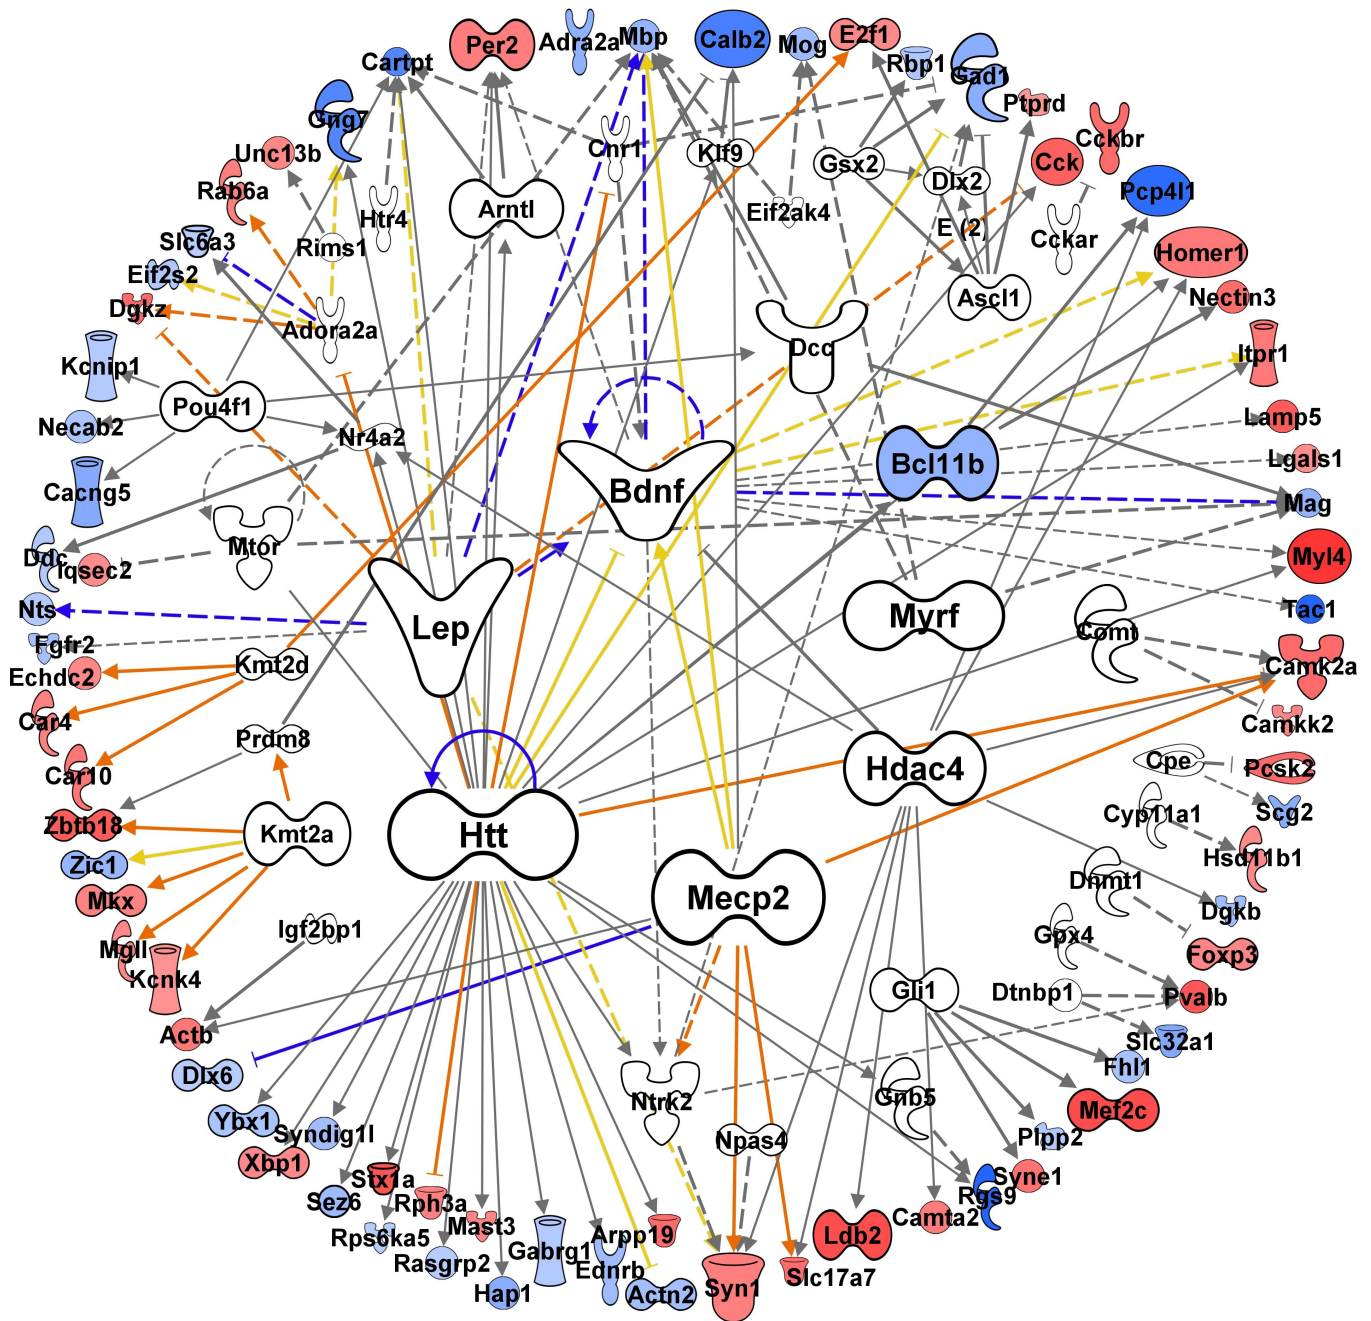 Per2
Adra2a
Mbp
Calb2
Mog
E2f1
Rbp1
Gad1
Ptprd
Cckbr
Cartpt
Gng7
Unc13b
Rab6a
Cnr1
Klf9
Gsx2
Dlx2
Cck
Pcp4l1
Slc6a3
Htr4
Rims1
Arntl
Eif2ak4
E (2)
Cckar
Homer1
Eif2s2
Dgkz
Adora2a
Ascl1
Nectin3
Kcnip1
Dcc
Itpr1
Necab2
Pou4f1
Nr4a2
Lamp5
Cacng5
Bdnf
Bcl11b
Lgals1
Mag
Ddc
Iqsec2
Mtor
Myl4
Nts
Lep
Myrf
Comt
Tac1
Fgfr2
Echdc2
Kmt2d
Camk2a
Car4
Prdm8
Camkk2
Car10
Hdac4
Cpe
Pcsk2
Zbtb18
Kmt2a
Htt
Cyp11a1
Scg2
Zic1
Hsd11b1
Mkx
Mecp2
Dnmt1
Dgkb
Mgll
Igf2bp1
Gpx4
Foxp3
Kcnk4
Gli1
Dtnbp1
Pvalb
Actb
Slc32a1
Dlx6
Fhl1
Ntrk2
Gnb5
Mef2c
Ybx1
Syndig1l
Npas4
Plpp2
Xbp1
Stx1a
Syne1
Sez6
Rph3a
Rgs9
Rps6ka5
Mast3
Arpp19
Camta2
Rasgrp2
Gabrg1
Ednrb
Ldb2
Hap1
Actn2
Syn1
Slc17a7